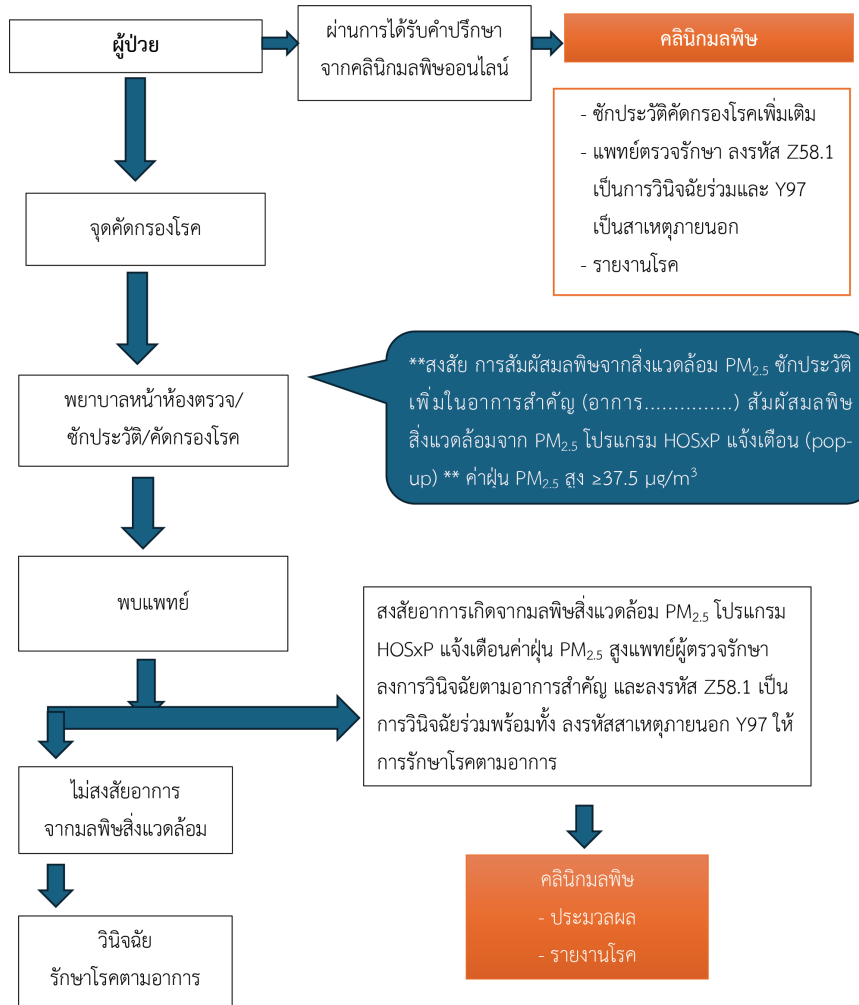 ผู้ป่วย
ผ่านการได้รับคำปรึกษา
จากคลินิกมลพิษออนไลน์
คลินิกมลพิษ
- ซักประวัติคัดกรองโรคเพิ่มเติม
- แพทย์ตรวจรักษา ลงรหัส Z58.1
เป็นการวินิจฉัยร่วมและ Y97
เป็นสาเหตุภายนอก
- รายงานโรค
จุดคัดกรองโรค
**สงสัย การสัมผัสมลพิษจากสิ่งแวดล้อม PM2.5 ซักประวัติ
เพิ่มในอาการสำคัญ (อาการ...............) สัมผัสมลพิษ
สิ่งแวดล้อมจาก PM2.5 โปรแกรม HOSxP แจ้งเตือน (pop-
up) ** ค่าฝุ่น PM2.5 สูง ≥37.5 µg/m³
พยาบาลหน้าห้องตรวจ/
ซักประวัติ/คัดกรองโรค
พบแพทย์
สงสัยอาการเกิดจากมลพิษสิ่งแวดล้อม PM2.5 โปรแกรม
HOSxP แจ้งเตือนค่าฝุ่น PM2.5 สูงแพทย์ผู้ตรวจรักษา
ลงการวินิจฉัยตามอาการสำคัญ และลงรหัส Z58.1 เป็น
การวินิจฉัยร่วมพร้อมทั้ง ลงรหัสสาเหตุภายนอก Y97 ให้
การรักษาโรคตามอาการ
ไม่สงสัยอาการ
จากมลพิษสิ่งแวดล้อม
คลินิกมลพิษ
- ประมวลผล
- รายงานโรค
วินิจฉัย
รักษาโรคตามอาการ